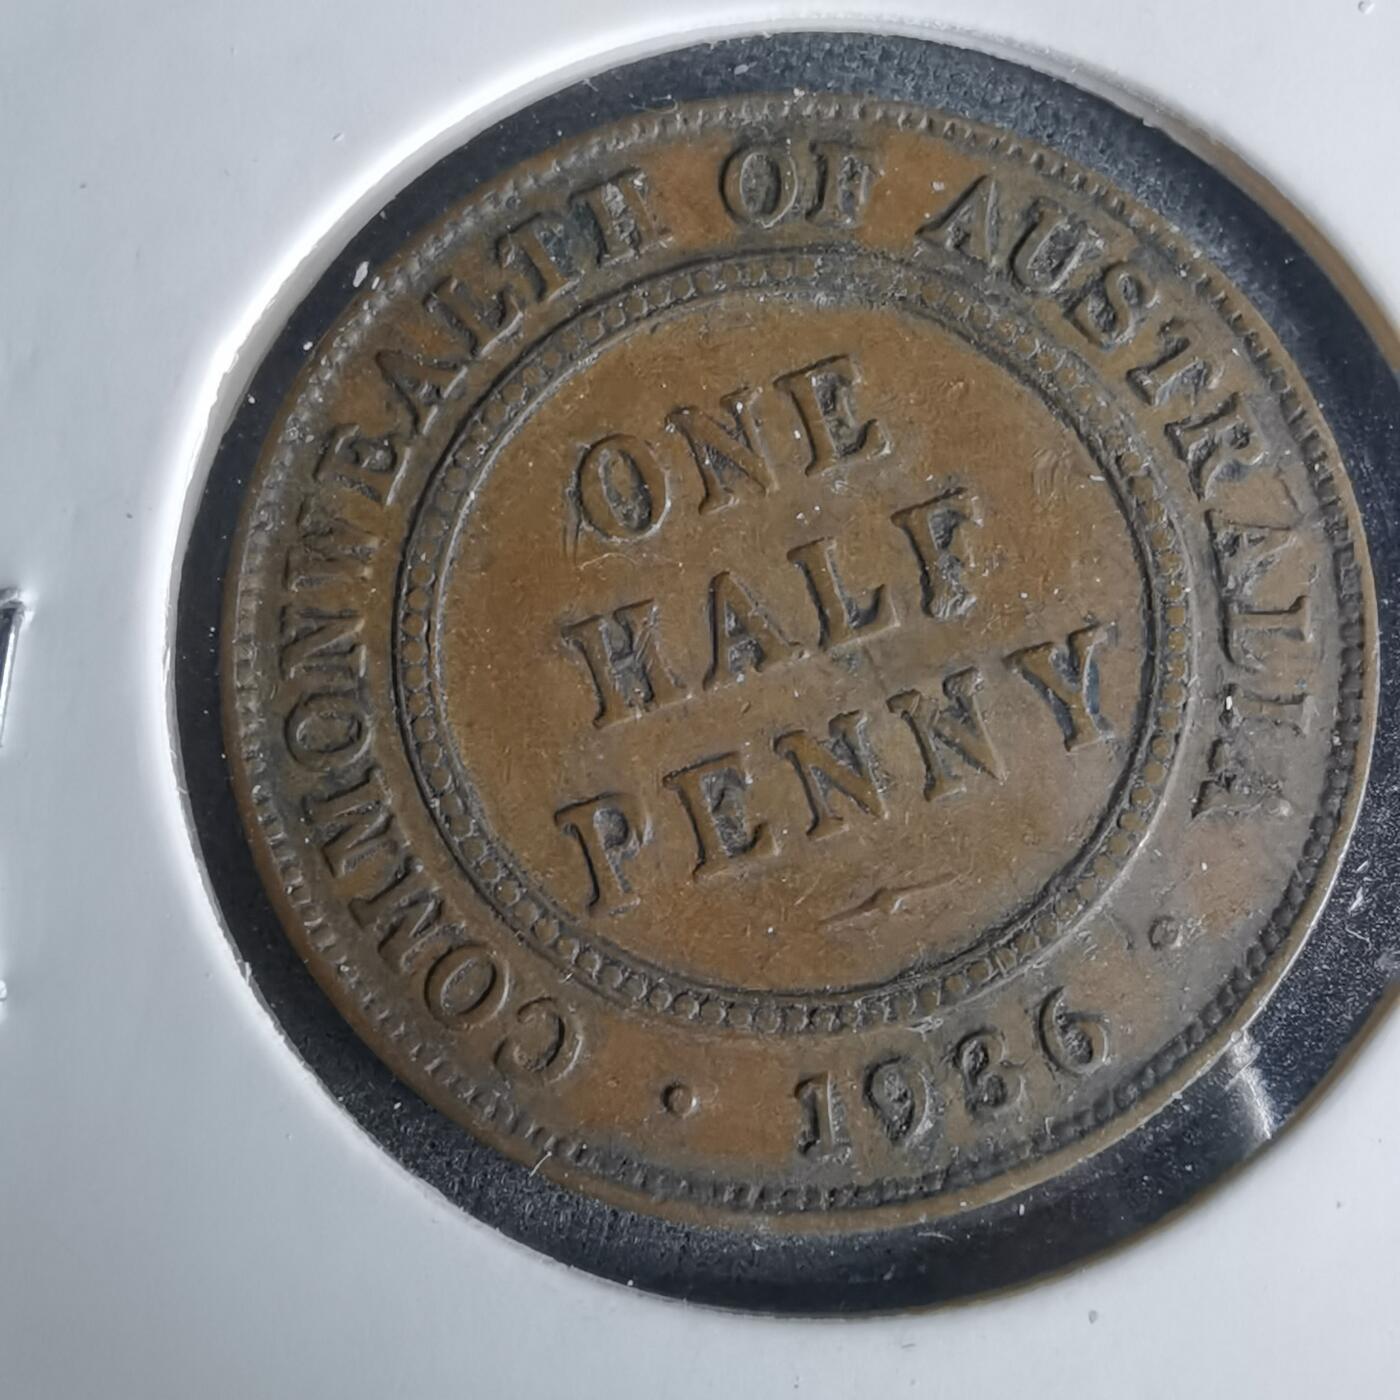 COMMONWEALTH OF AUSTRALIA
ONE
HALF
PENNY
1936